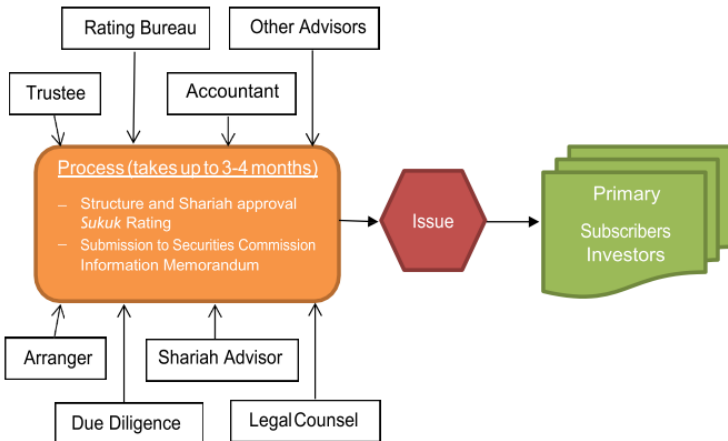 Rating Bureau
Other Advisors
Trustee
Accountant
Process (takes up to 3-4 months)
– Structure and Shariah approval
Sukuk Rating
– Submission to Securities Commission
Information Memorandum
Issue
Primary
Subscribers
Investors
Arranger
Shariah Advisor
Due Diligence
Legal Counsel